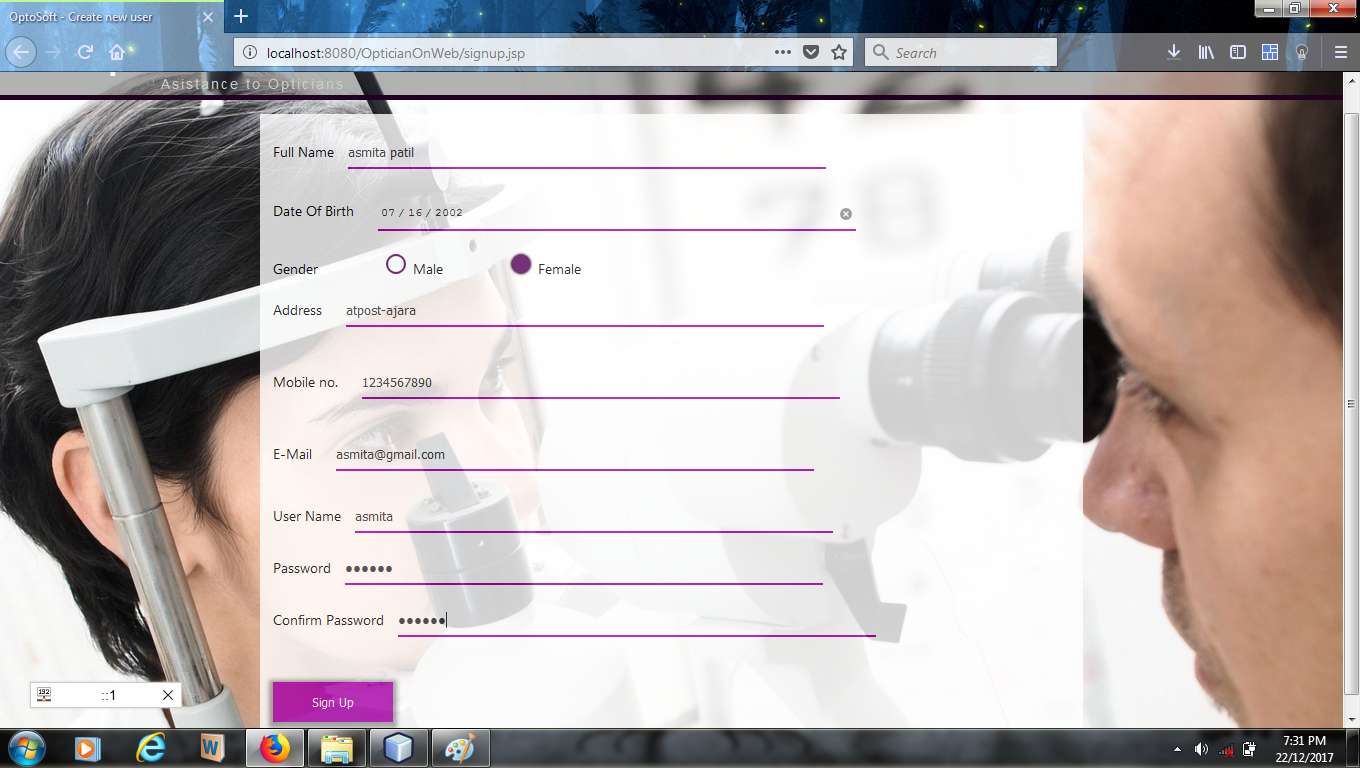 OptoSoft - Create new user
localhost:8080/OpticianOnWeb/signup.jsp
Search
Asistance to Opticians
Full Name asmita patil
Date Of Birth 07 / 16 / 2002
Gender Male Female
Address atpost-ajara
Mobile no. 1234567890
E-Mail asmita@gmail.com
User Name asmita
Password ••••••
Confirm Password ••••••
::1
Sign Up
7:31 PM
22/12/2017